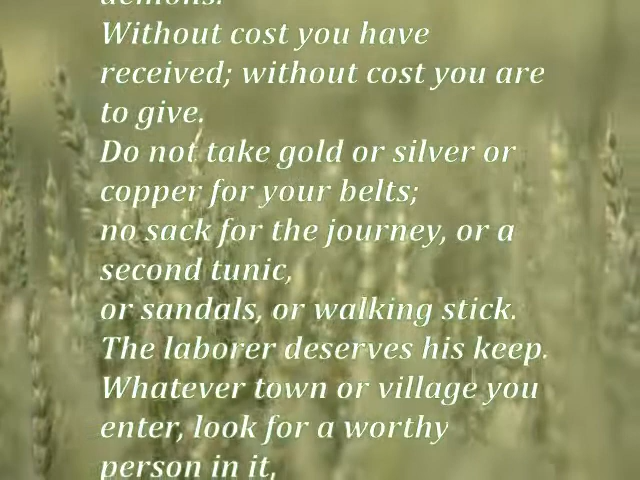 demons.
Without cost you have
received; without cost you are
to give.
Do not take gold or silver or
copper for your belts;
no sack for the journey, or a
second tunic,
or sandals, or walking stick.
The laborer deserves his keep.
Whatever town or village you
enter, look for a worthy
person in it,